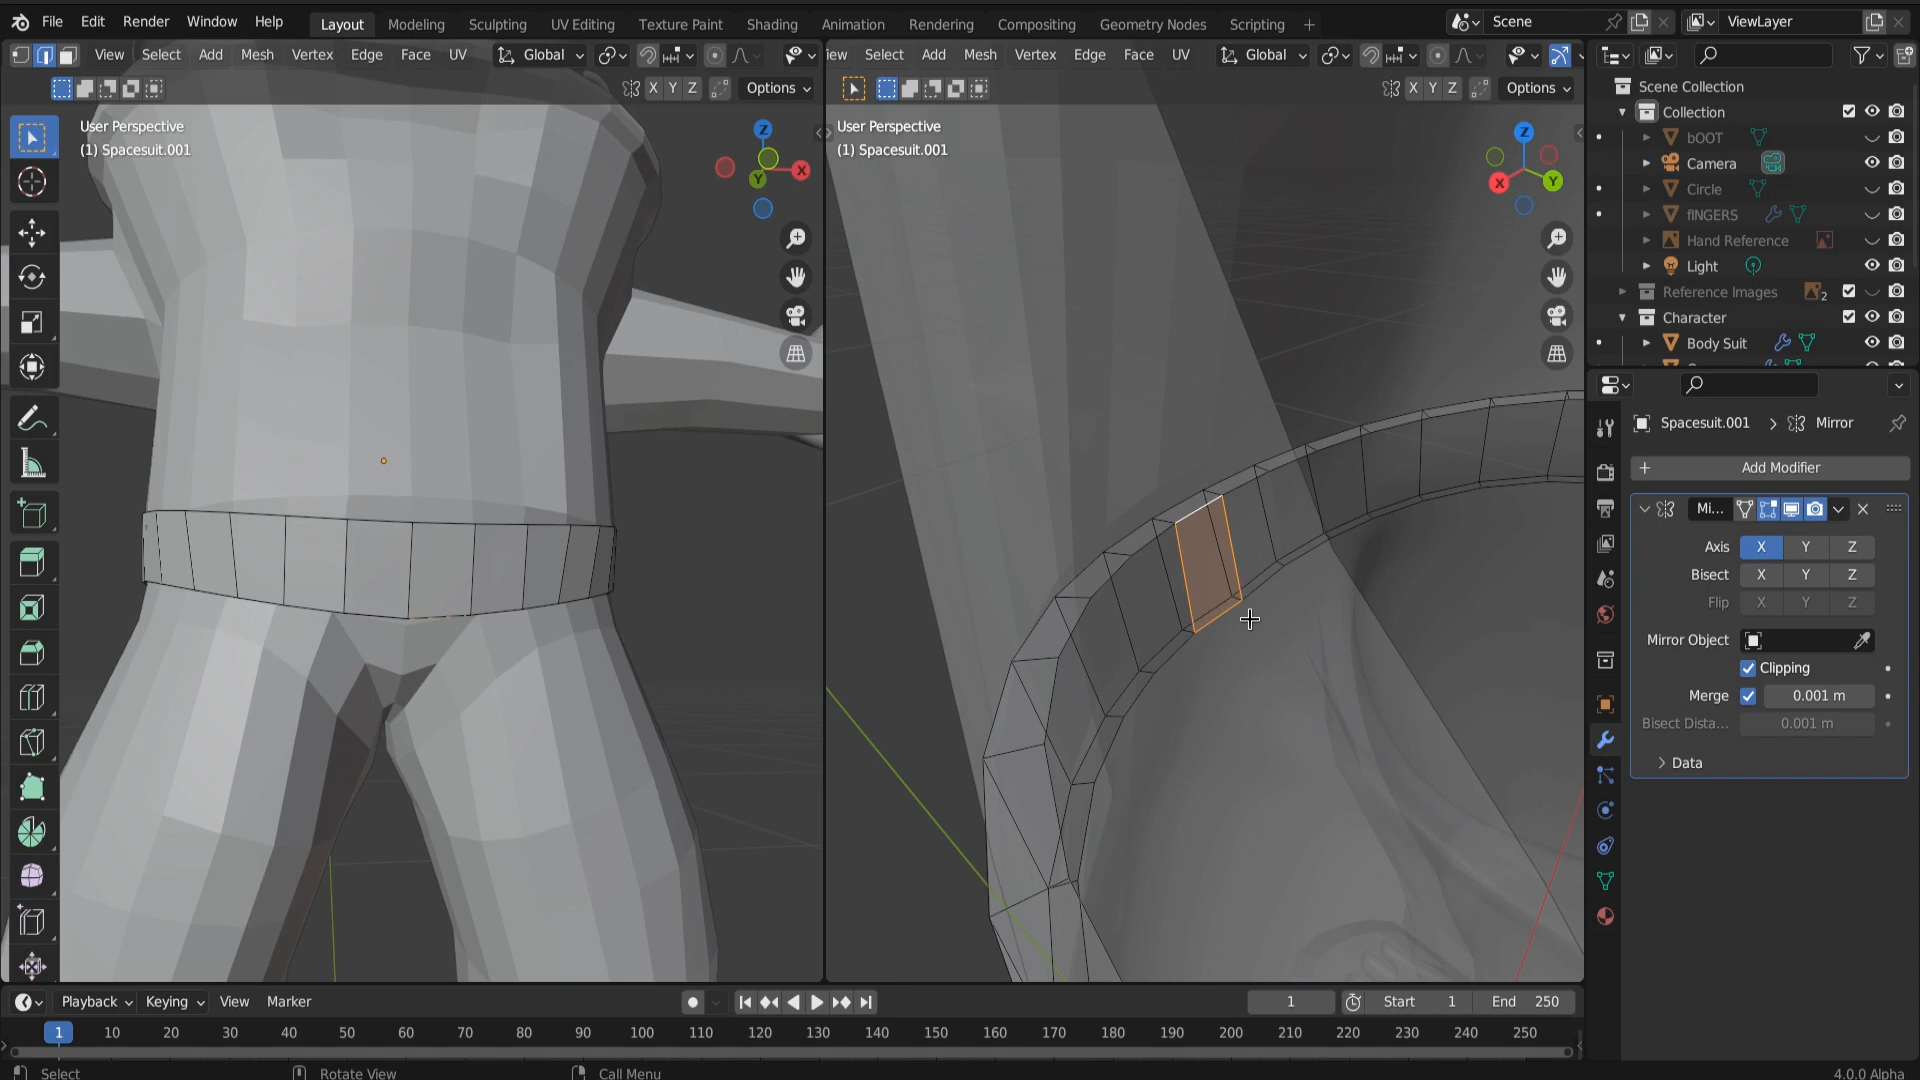 File Edit Render Window Help Layout Modeling Sculpting UV Editing Texture Paint Shading Animation Rendering Compositing Geometry Nodes Scripting + Scene ViewLayer
View Select Add Mesh Vertex Edge Face UV Global
iew Select Add Mesh Vertex Edge Face UV Global
X Y Z Options
X Y Z Options
User Perspective
(1) Spacesuit.001
Z X Y
User Perspective
(1) Spacesuit.001
Z X Y
Scene Collection
Collection
bOOT
Camera
Circle
fINGERS
Hand Reference
Light
Reference Images 2
Character
Body Suit
Spacesuit.001 > Mirror
+ Add Modifier
Mi...
Axis X Y Z
Bisect X Y Z
Flip X Y Z
Mirror Object
Clipping
Merge 0.001 m
Bisect Dista... 0.001 m
> Data
Playback Keying View Marker 1 Start 1 End 250
1 10 20 30 40 50 60 70 80 90 100 110 120 130 140 150 160 170 180 190 200 210 220 230 240 250
Select Rotate View Call Menu 4.0.0 Alpha